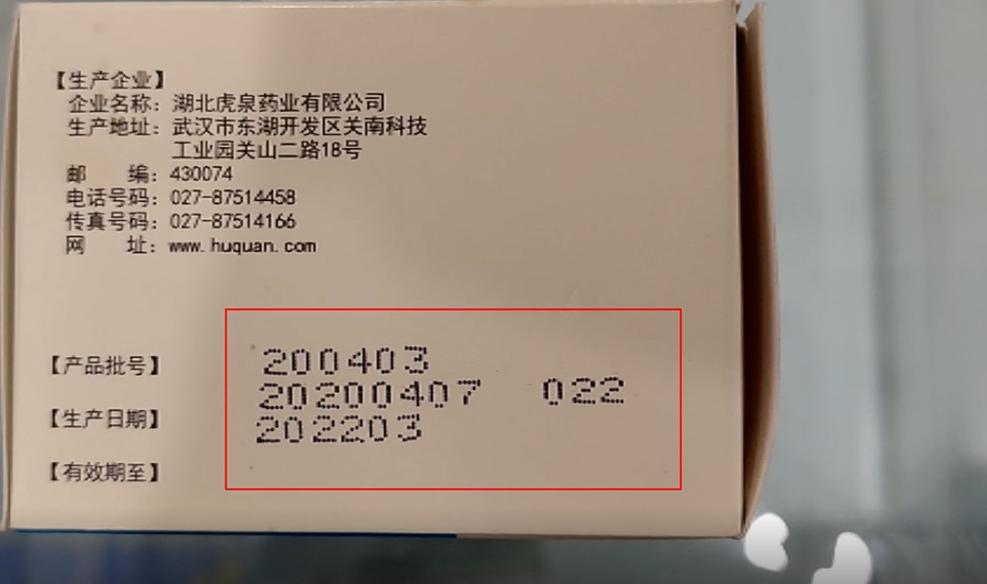 【生产企业】
企业名称：湖北虎泉药业有限公司
生产地址：武汉市东湖开发区关南科技
工业园关山二路18号
邮 编：430074
电话号码：027-87514458
传真号码：027-87514166
网 址：www.huquan.com
【产品批号】 200403
20200407 022
【生产日期】
202203
【有效期至】